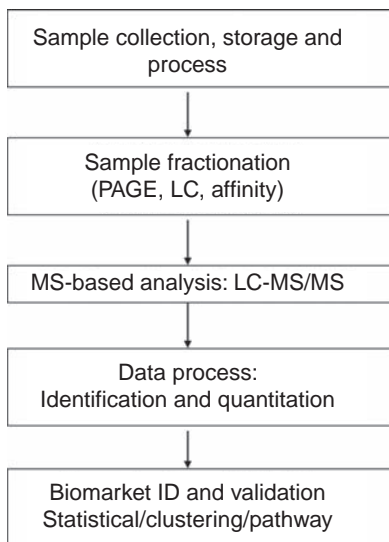 Sample collection, storage and
process
Sample fractionation
(PAGE, LC, affinity)
MS-based analysis: LC-MS/MS
Data process:
Identification and quantitation
Biomarket ID and validation
Statistical/clustering/pathway